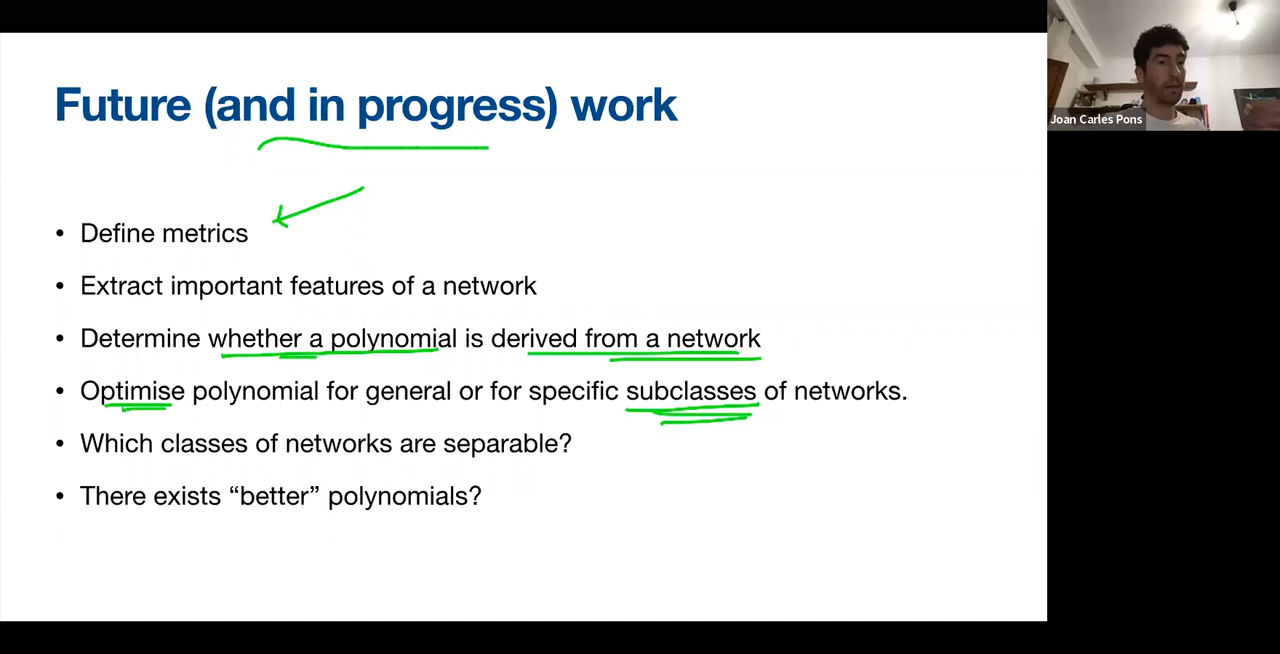 Future (and in progress) work
Joan Carles Pons
• Define metrics
• Extract important features of a network
• Determine whether a polynomial is derived from a network
• Optimise polynomial for general or for specific subclasses of networks.
• Which classes of networks are separable?
• There exists “better” polynomials?